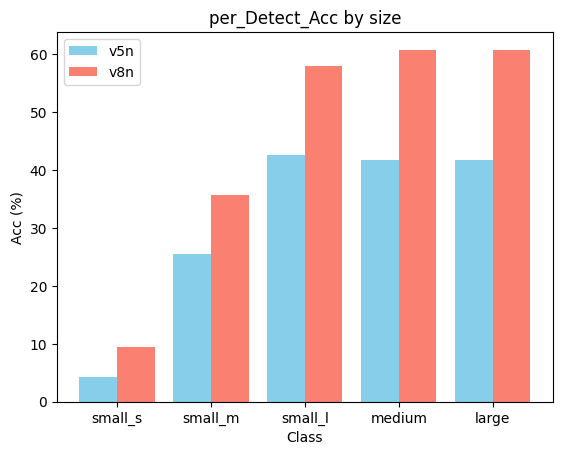 per_Detect_Acc by size
v5n
v8n
Acc (%)
60
50
40
30
20
10
0
small_s small_m small_l medium large
Class